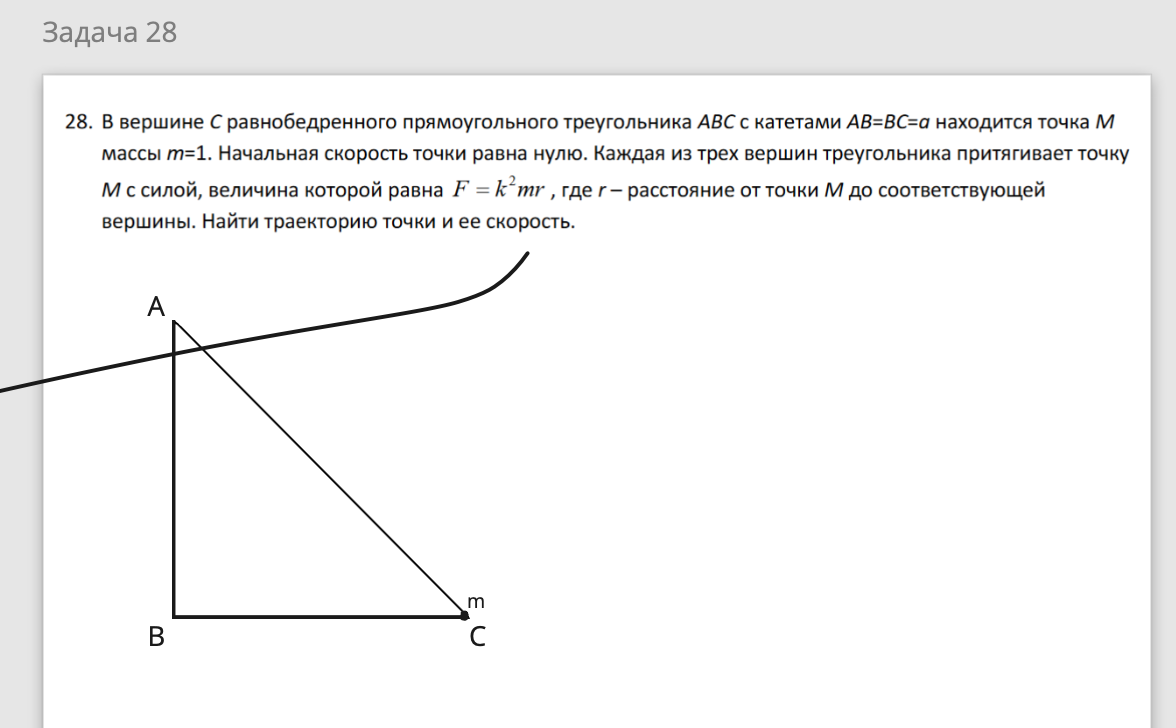 Задача 28
28. В вершине С равнобедренного прямоугольного треугольника ABC с катетами AB=BC=a находится точка M
массы m=1. Начальная скорость точки равна нулю. Каждая из трех вершин треугольника притягивает точку
M с силой, величина которой равна F = k²mr , где r – расстояние от точки M до соответствующей
вершины. Найти траекторию точки и ее скорость.
A
m
B C